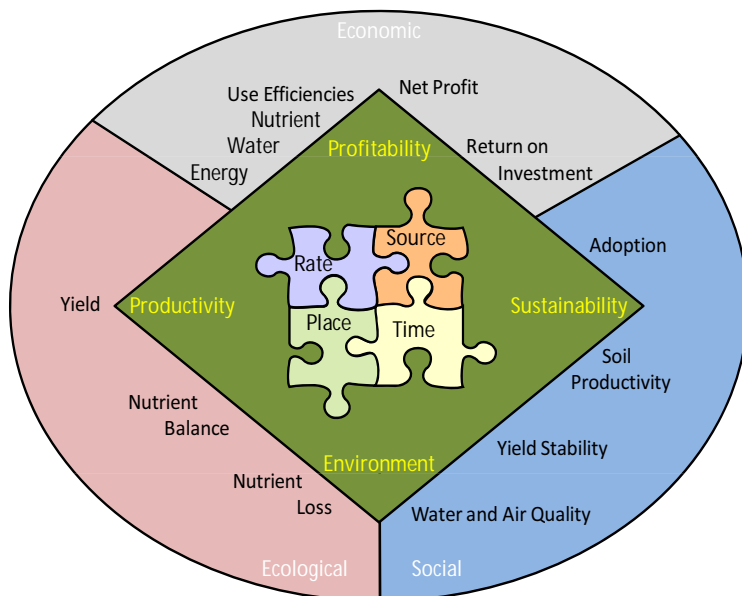 Economic
Use Efficiencies
Nutrient
Water
Energy
Net Profit
Return on
Investment
Profitability
Source
Rate
Place
Time
Adoption
Yield
Productivity
Sustainability
Soil
Productivity
Nutrient
Balance
Yield Stability
Environment
Nutrient
Loss
Water and Air Quality
Ecological
Social